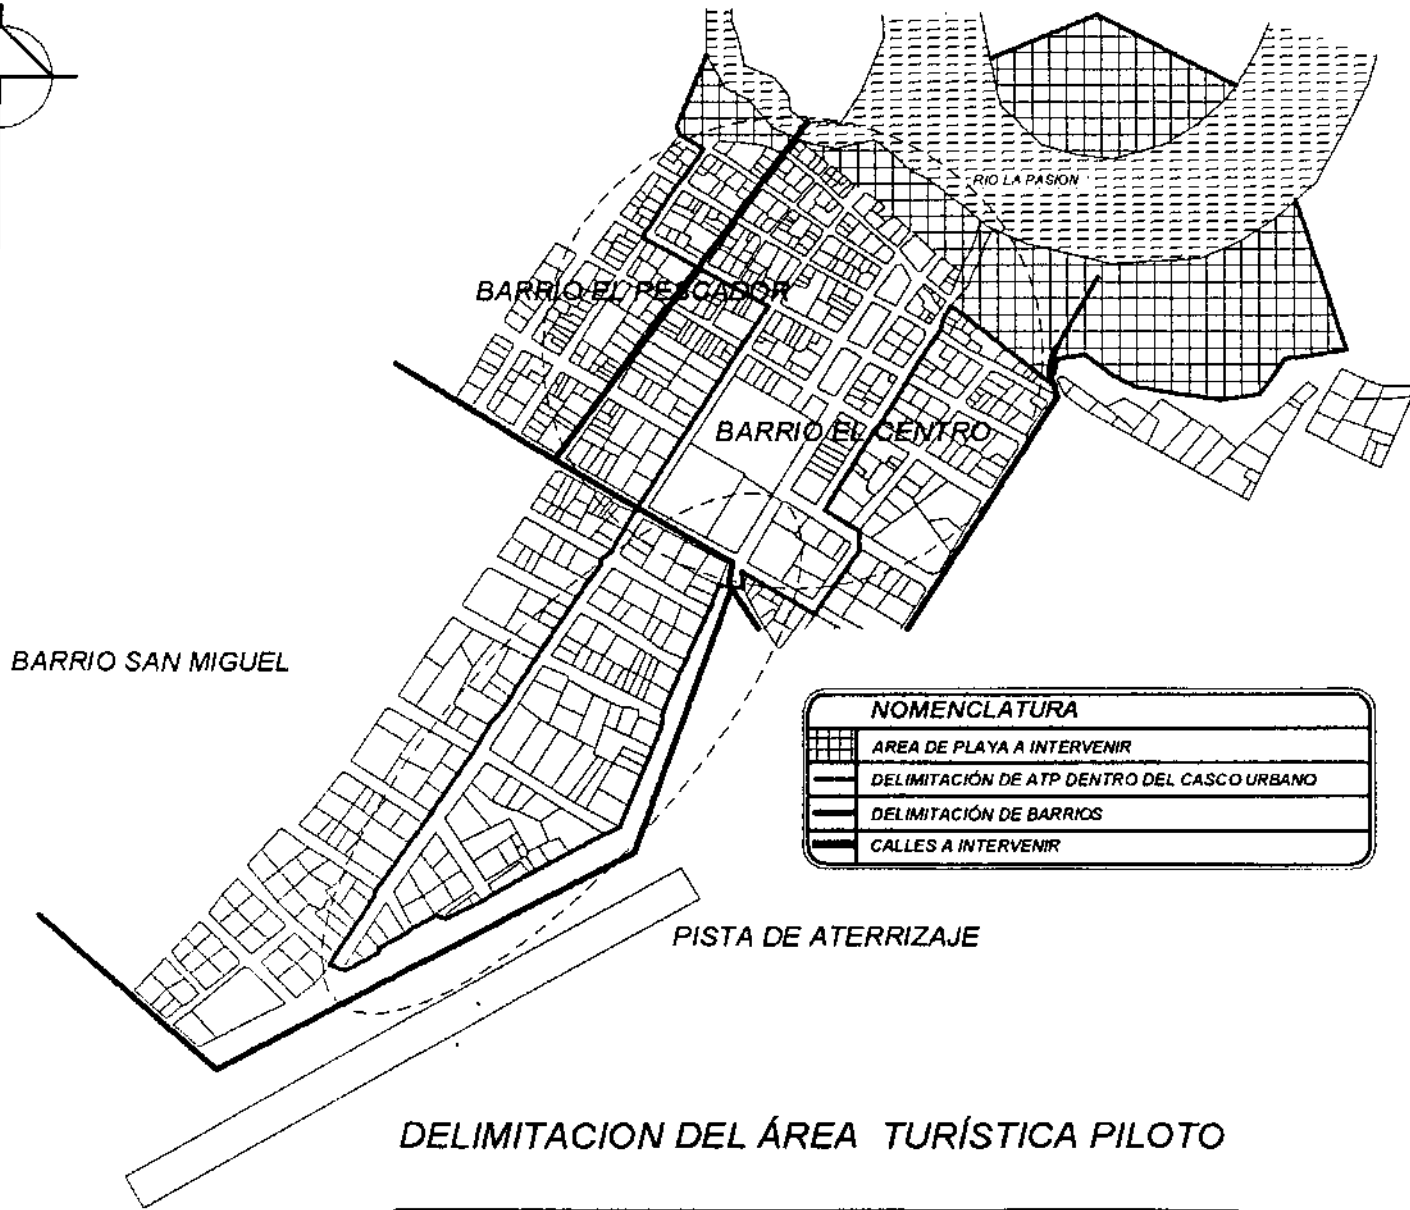 RIO LA PASION
BARRIO EL PESCADOR
BARRIO EL CENTRO
BARRIO SAN MIGUEL
NOMENCLATURA
AREA DE PLAYA A INTERVENIR
DELIMITACIÓN DE ATP DENTRO DEL CASCO URBANO
DELIMITACIÓN DE BARRIOS
CALLES A INTERVENIR
PISTA DE ATERRIZAJE
DELIMITACION DEL ÁREA TURÍSTICA PILOTO